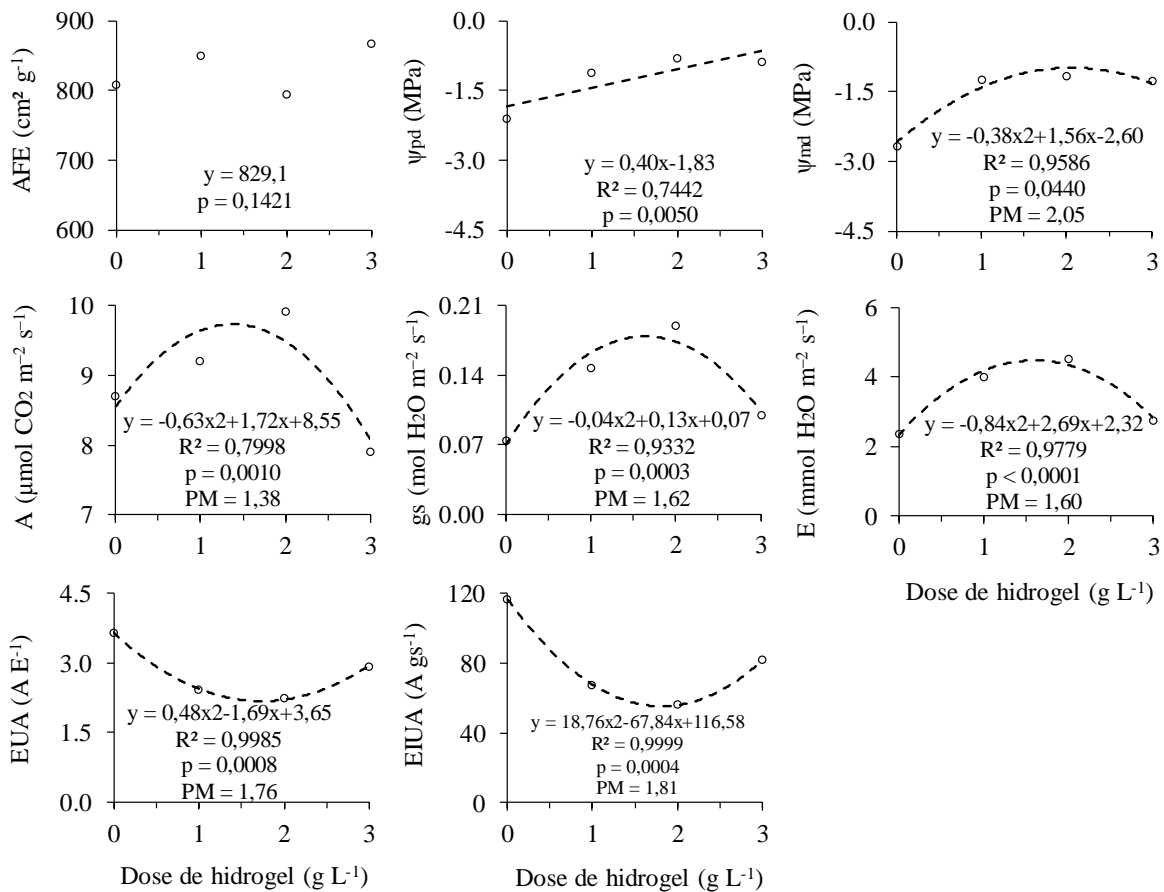 AFE (cm² g⁻¹)
900
800
700
600
y = 829,1
p = 0,1421
0 1 2 3
ψpd (MPa)
-0.0
-1.5
-3.0
-4.5
y = 0,40x-1,83
R² = 0,7442
p = 0,0050
0 1 2 3
ψmd (MPa)
0.0
-1.5
-3.0
-4.5
y = -0,38x2+1,56x-2,60
R² = 0,9586
p = 0,0440
PM = 2,05
0 1 2 3
A (µmol CO2 m⁻² s⁻¹)
10
9
8
7
y = -0,63x2+1,72x+8,55
R² = 0,7998
p = 0,0010
PM = 1,38
0 1 2 3
gs (mol H2O m⁻² s⁻¹)
0.21
0.14
0.07
0.00
y = -0,04x2+0,13x+0,07
R² = 0,9332
p = 0,0003
PM = 1,62
0 1 2 3
E (mmol H2O m⁻² s⁻¹)
6
4
2
0
y = -0,84x2+2,69x+2,32
R² = 0,9779
p < 0,0001
PM = 1,60
0 1 2 3
Dose de hidrogel (g L⁻¹)
EUA (A E⁻¹)
4.5
3.0
1.5
0.0
y = 0,48x2-1,69x+3,65
R² = 0,9985
p = 0,0008
PM = 1,76
0 1 2 3
Dose de hidrogel (g L⁻¹)
EIUA (A gs⁻¹)
120
80
40
0
y = 18,76x2-67,84x+116,58
R² = 0,9999
p = 0,0004
PM = 1,81
0 1 2 3
Dose de hidrogel (g L⁻¹)